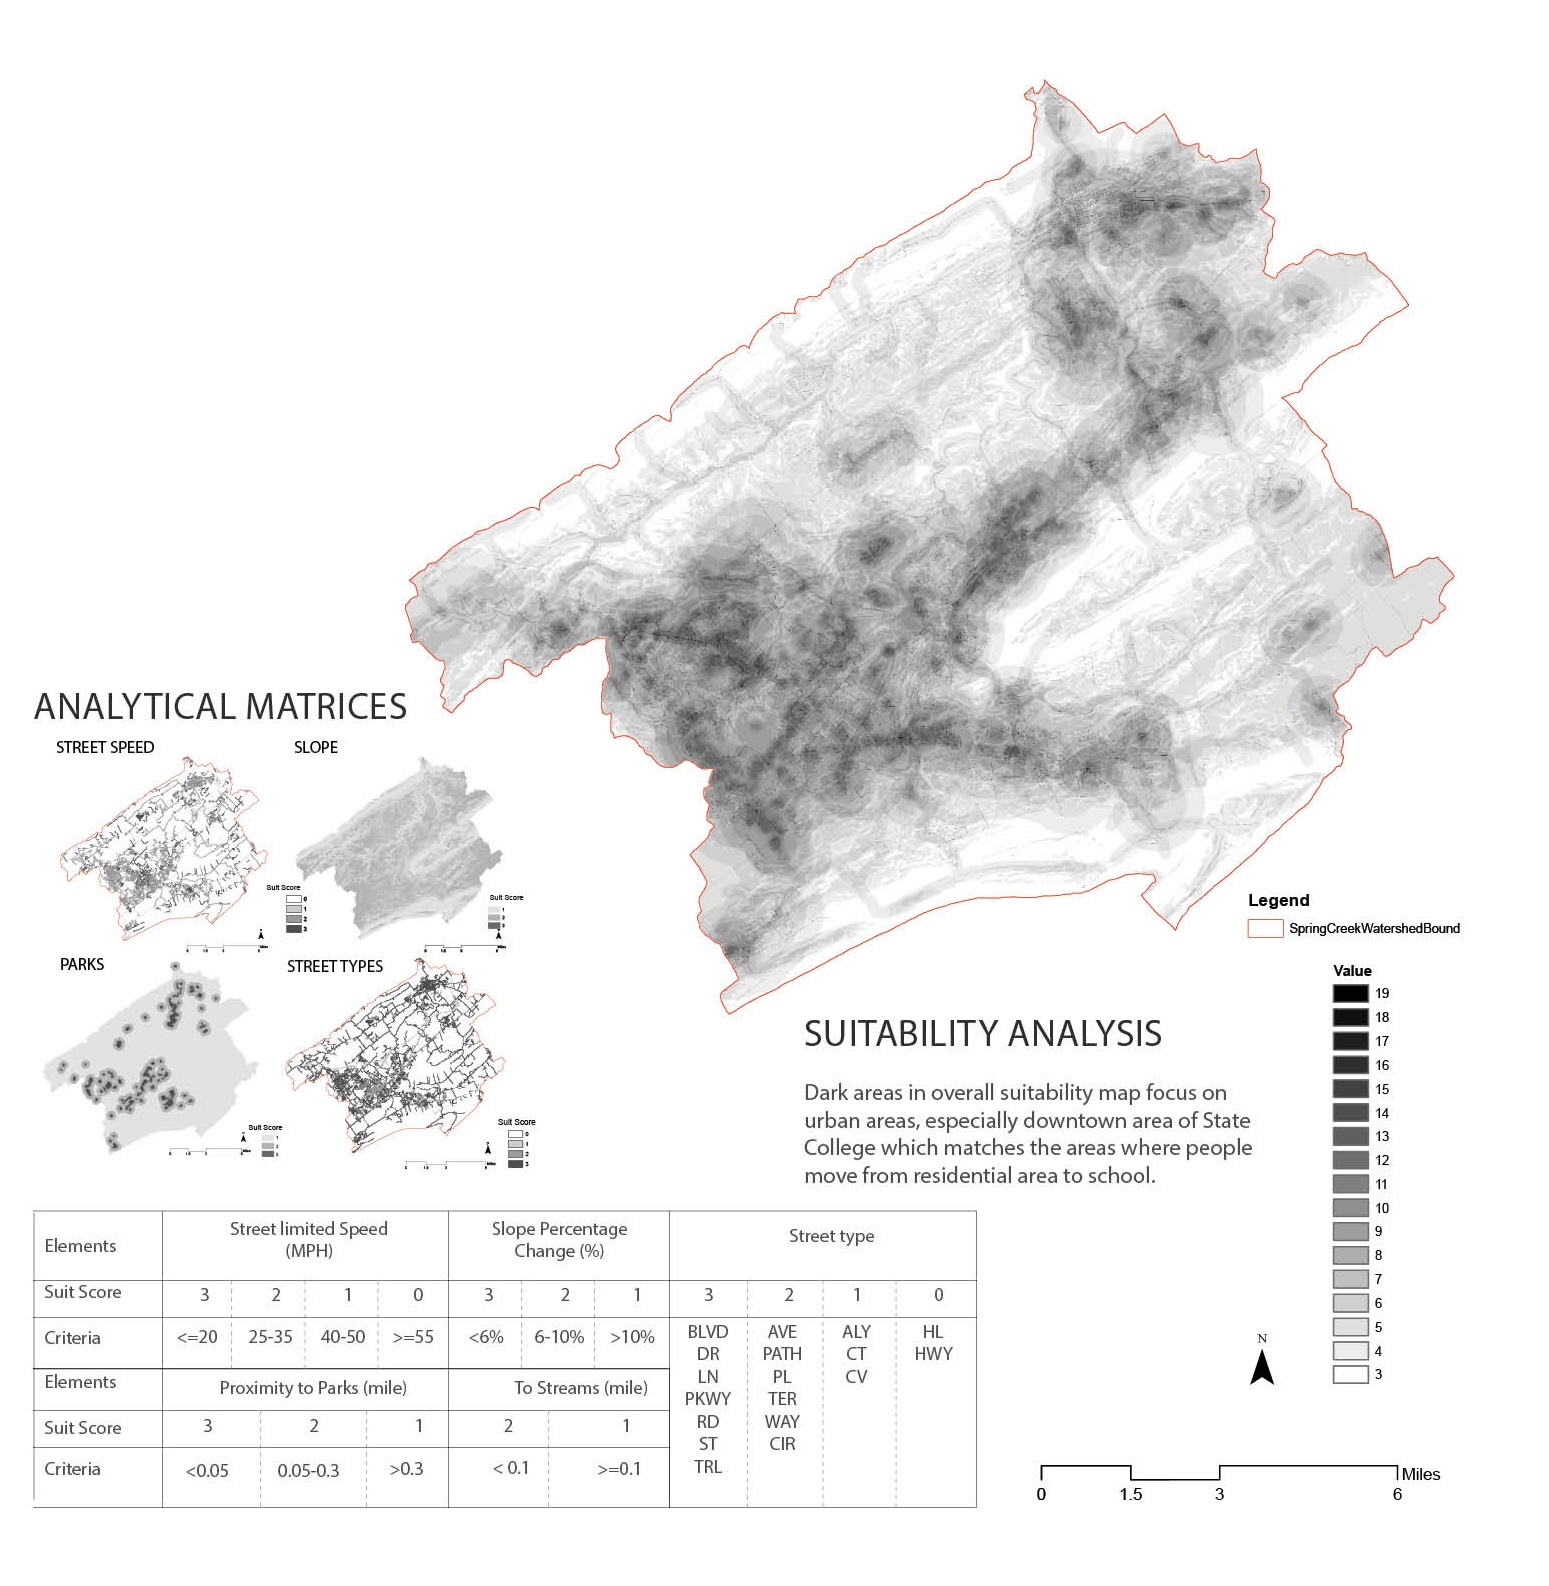 ANALYTICAL MATRICES
STREET SPEED
SLOPE
Suit Score
0
1
2
3
Suit Score
1
2
3
PARKS
STREET TYPES
Suit Score
1
2
3
Suit Score
0
1
2
3
Legend
SpringCreekWatershedBound
Value
19
18
17
16
15
14
13
12
11
10
9
8
7
6
5
4
3
SUITABILITY ANALYSIS
Dark areas in overall suitability map focus on
urban areas, especially downtown area of State
College which matches the areas where people
move from residential area to school.
Elements
Street limited Speed
(MPH)
Slope Percentage
Change (%)
Street type
Suit Score
3 2 1 0
3 2 1
3 2 1 0
Criteria
<=20 25-35 40-50 >=55
<6% 6-10% >10%
BLVD AVE ALY HL
DR PATH CT HWY
LN PL CV
PKWY TER
RD WAY
ST CIR
TRL
Elements
Proximity to Parks (mile)
To Streams (mile)
Suit Score
3 2 1
2 1
Criteria
<0.05 0.05-0.3 >0.3
< 0.1 >=0.1
N
Miles
0 1.5 3 6